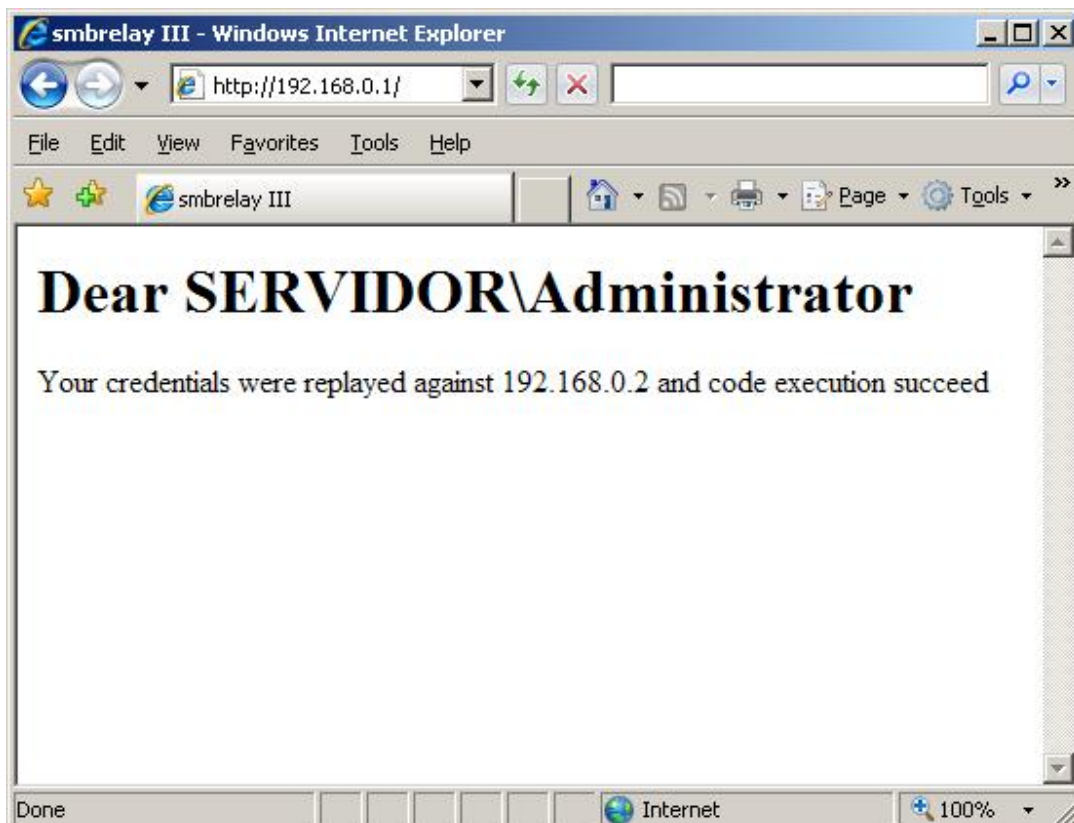 smbrelay III - Windows Internet Explorer
http://192.168.0.1/
File Edit View Favorites Tools Help
smbrelay III Page Tools »
Dear SERVIDOR\Administrator
Your credentials were replayed against 192.168.0.2 and code execution succeed
Done Internet 100%